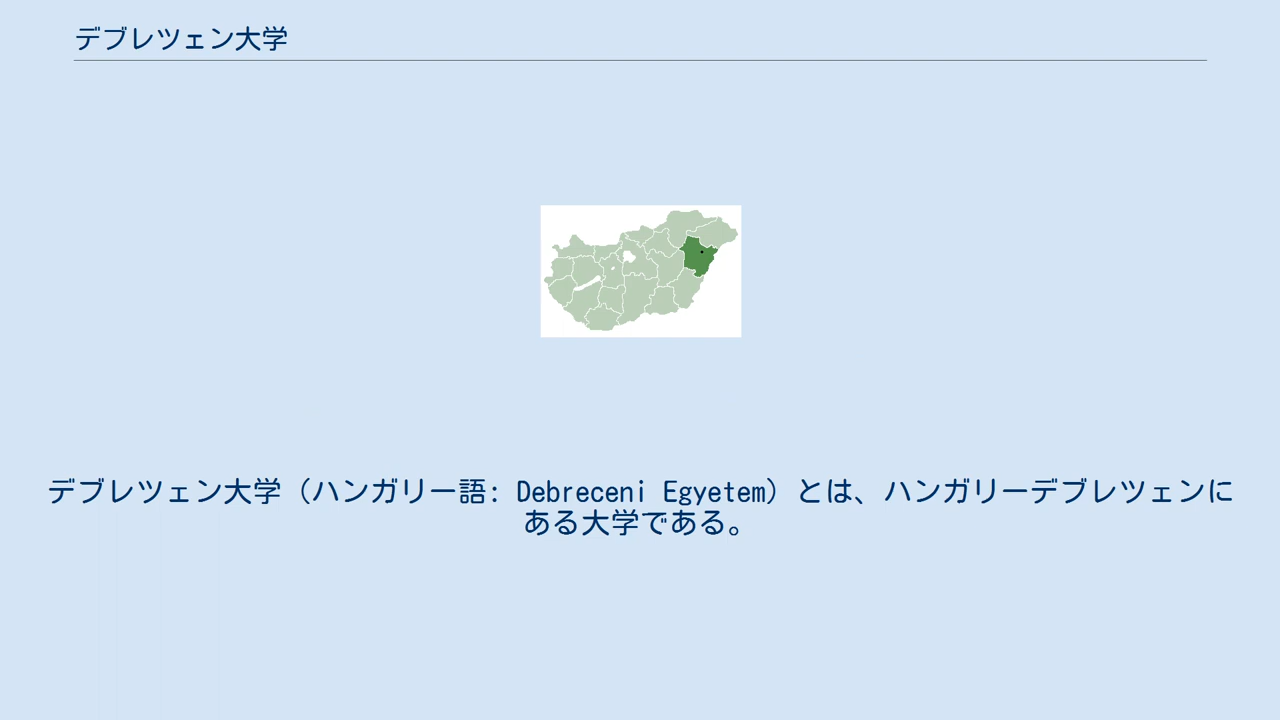 デブレツェン大学
デブレツェン大学（ハンガリー語: Debreceni Egyetem）とは、ハンガリーデブレツェンに
ある大学である。